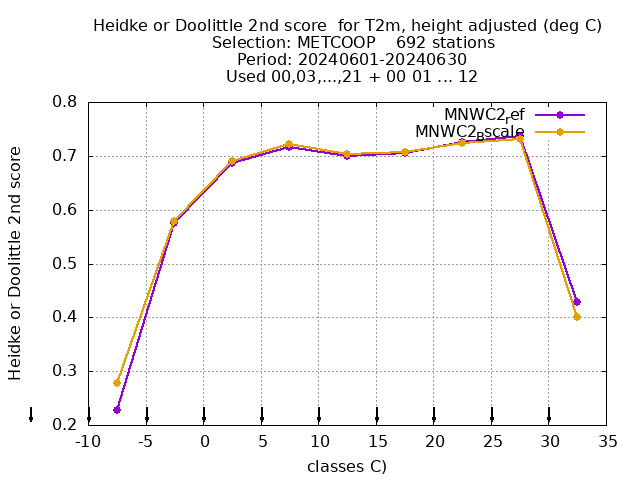 Heidke or Doolittle 2nd score  for T2m, height adjusted (deg C)
Selection: METCOOP    692 stations
Period: 20240601-20240630
Used 00,03,...,21 + 00 01 ... 12
MNWC2ref
MNWC2Bscale
Heidke or Doolittle 2nd score
0.8
0.7
0.6
0.5
0.4
0.3
0.2
-10 -5 0 5 10 15 20 25 30 35
classes C)